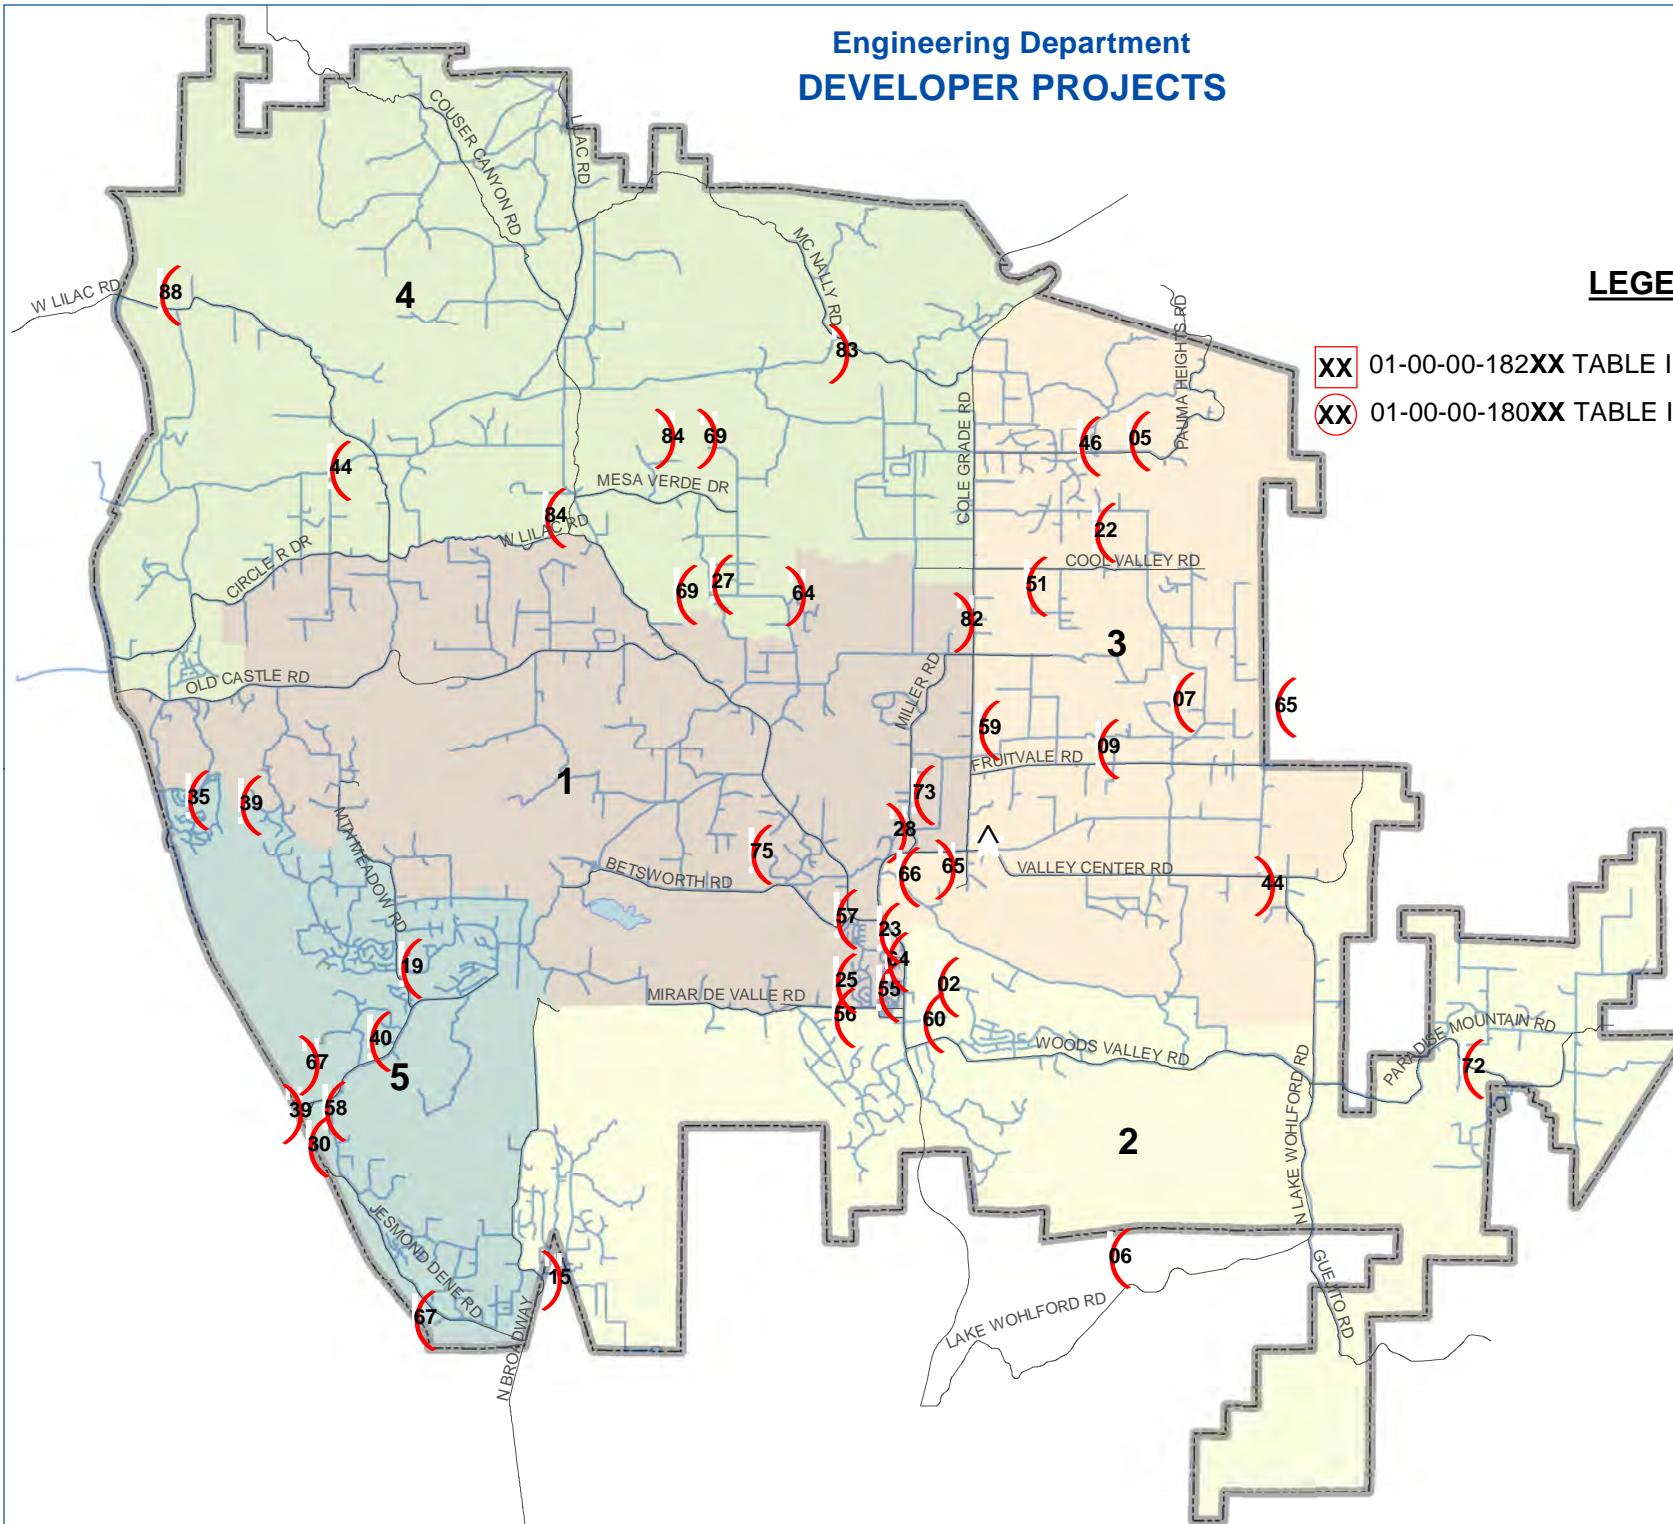 Engineering Department
DEVELOPER PROJECTS
COUSER CANYON RD
LILAC RD
MC NALLY RD
W LILAC RD
88
4
LEGE
83
PAUMA HEIGHTS RD
XX 01-00-00-182XX TABLE I
XX 01-00-00-180XX TABLE I
COLE GRADE RD
84
69
46
05
44
MESA VERDE DR
84
W LILAC RD
22
CIRCLE R DR
COOL VALLEY RD
69
27
64
51
82
3
OLD CASTLE RD
MILLER RD
07
65
59
09
FRUITVALE RD
1
35
39
73
MTN MEADOW RD
28
75
BETSWORTH RD
66
65
VALLEY CENTER RD
44
57
23
64
19
25
55
02
MIRAR DE VALLE RD
56
60
40
WOODS VALLEY RD
PARADISE MOUNTAIN RD
67
5
72
39
58
30
2
N LAKE WOHLFORD RD
JESMOND DENE RD
15
06
GUEJITO RD
67
N BROADWAY
LAKE WOHLFORD RD